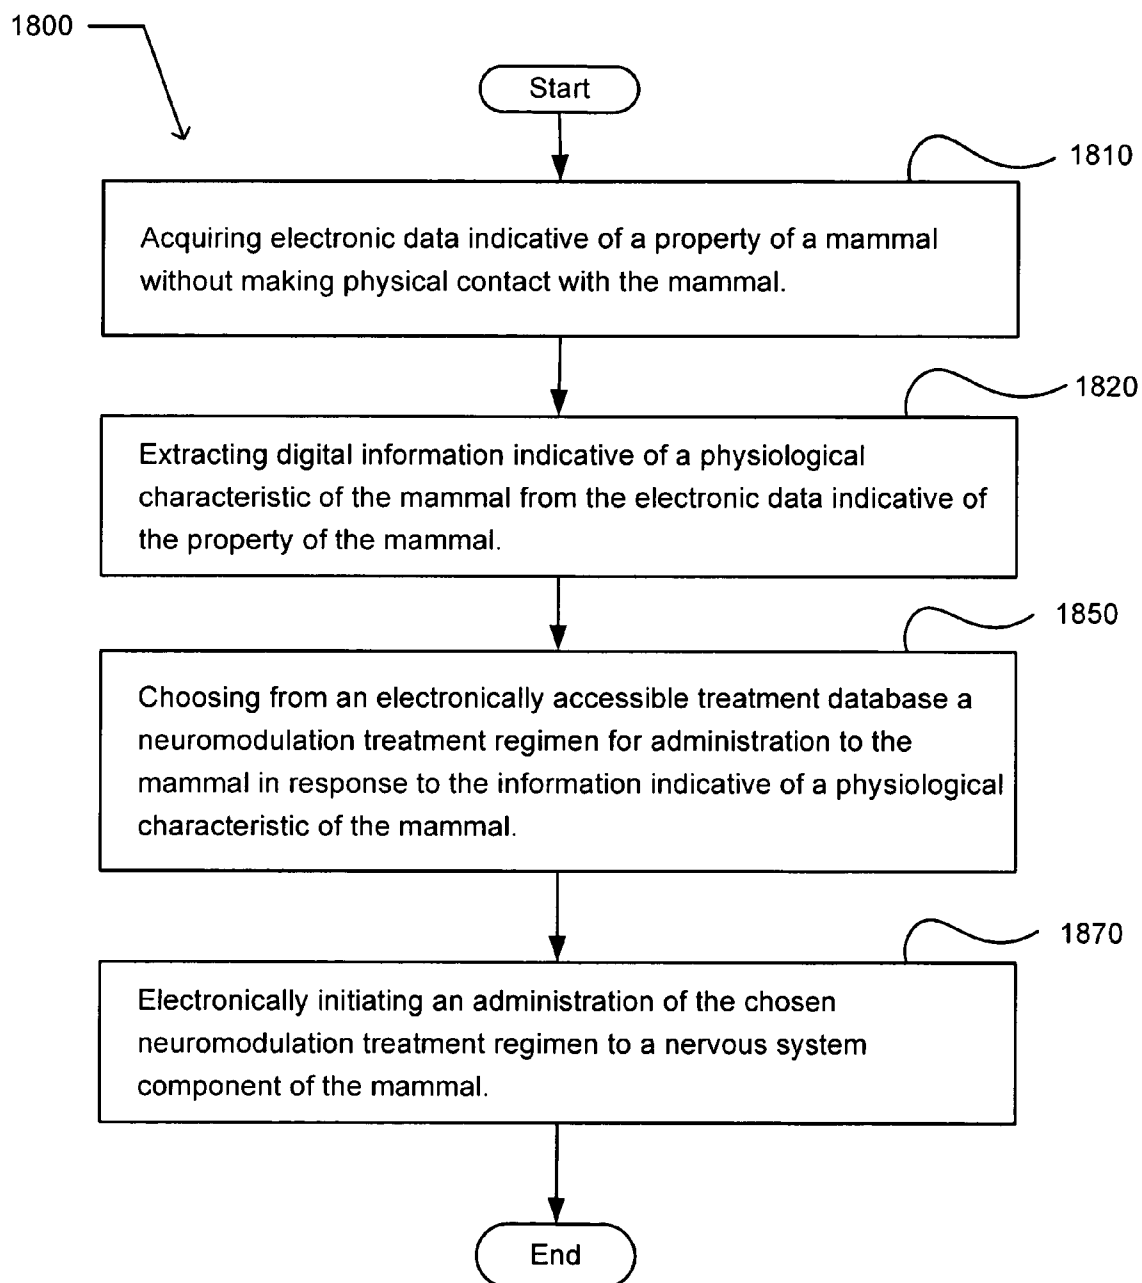 1800
Start
1810
Acquiring electronic data indicative of a property of a mammal
without making physical contact with the mammal.
1820
Extracting digital information indicative of a physiological
characteristic of the mammal from the electronic data indicative of
the property of the mammal.
1850
Choosing from an electronically accessible treatment database a
neuromodulation treatment regimen for administration to the
mammal in response to the information indicative of a physiological
characteristic of the mammal.
1870
Electronically initiating an administration of the chosen
neuromodulation treatment regimen to a nervous system
component of the mammal.
End